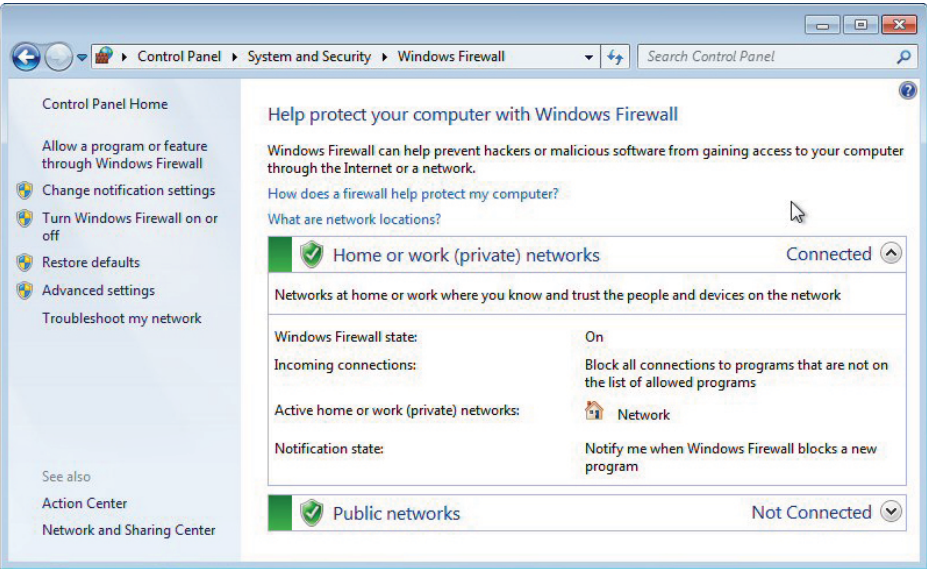 Control Panel ▸ System and Security ▸ Windows Firewall
Search Control Panel
Control Panel Home
Allow a program or feature
through Windows Firewall
Change notification settings
Turn Windows Firewall on or
off
Restore defaults
Advanced settings
Troubleshoot my network
See also
Action Center
Network and Sharing Center
Help protect your computer with Windows Firewall
Windows Firewall can help prevent hackers or malicious software from gaining access to your computer
through the Internet or a network.
How does a firewall help protect my computer?
What are network locations?
Home or work (private) networks Connected
Networks at home or work where you know and trust the people and devices on the network
Windows Firewall state: On
Incoming connections: Block all connections to programs that are not on
the list of allowed programs
Active home or work (private) networks: Network
Notification state: Notify me when Windows Firewall blocks a new
program
Public networks Not Connected